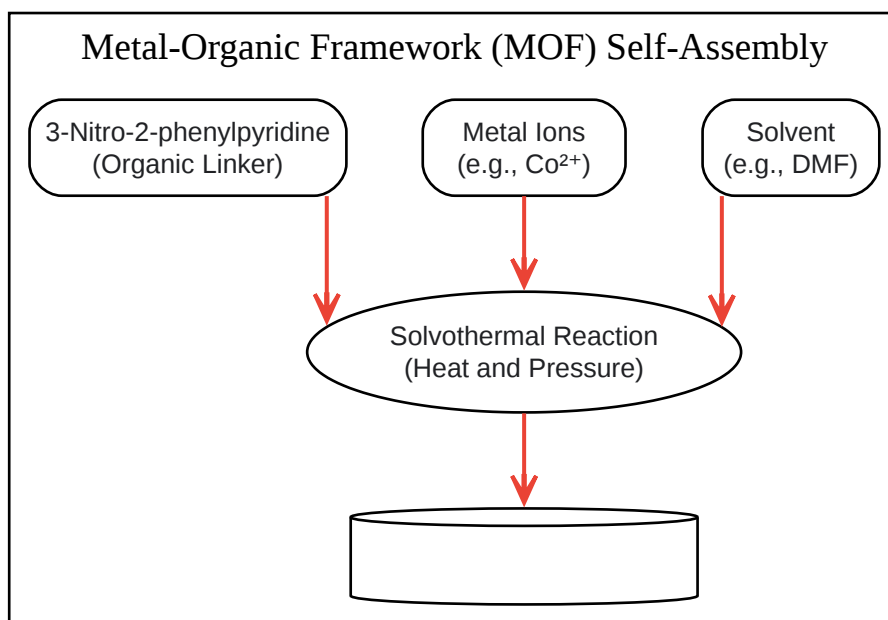 Metal-Organic Framework (MOF) Self-Assembly
3-Nitro-2-phenylpyridine
(Organic Linker)
Metal Ions
(e.g., Co²⁺)
Solvent
(e.g., DMF)
Solvothermal Reaction
(Heat and Pressure)